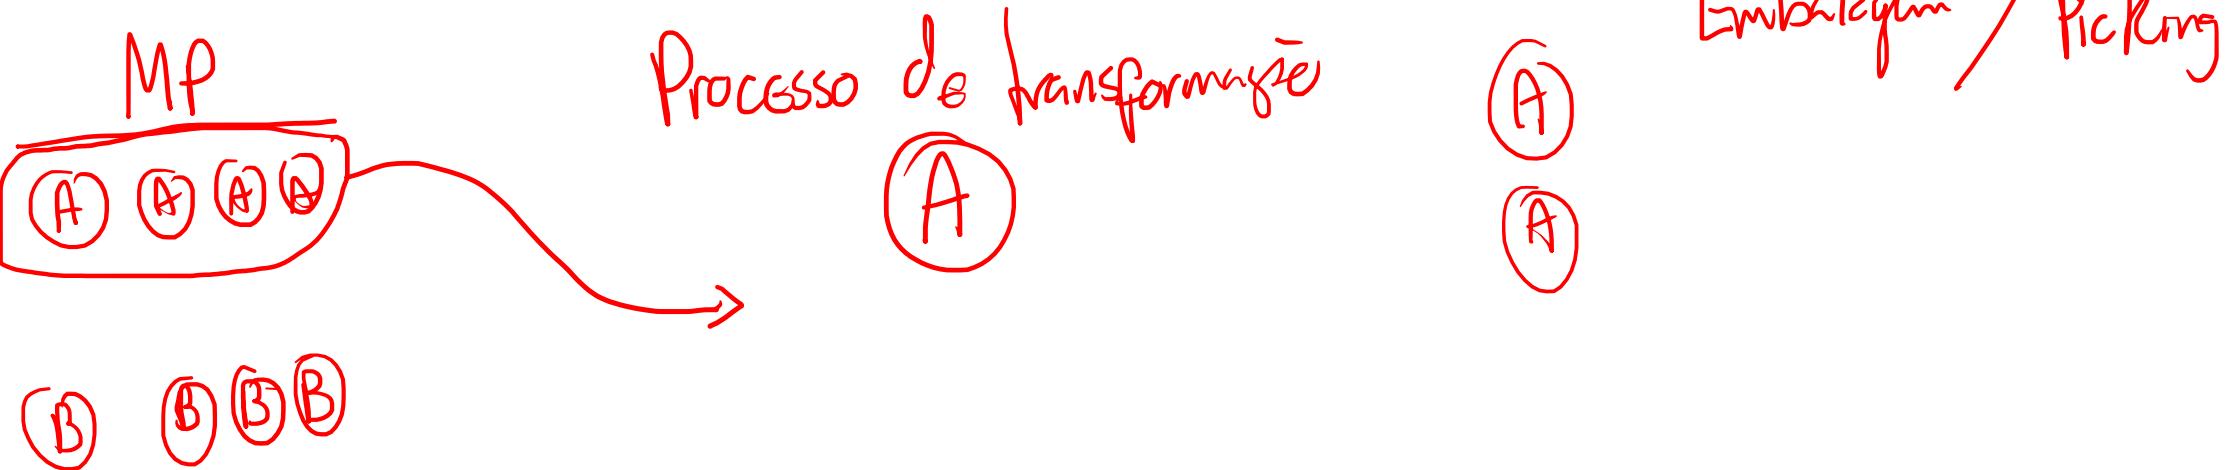 Embalagem / Picking
MP
Processo de transformação
A
A A A A
A
A
B B B B